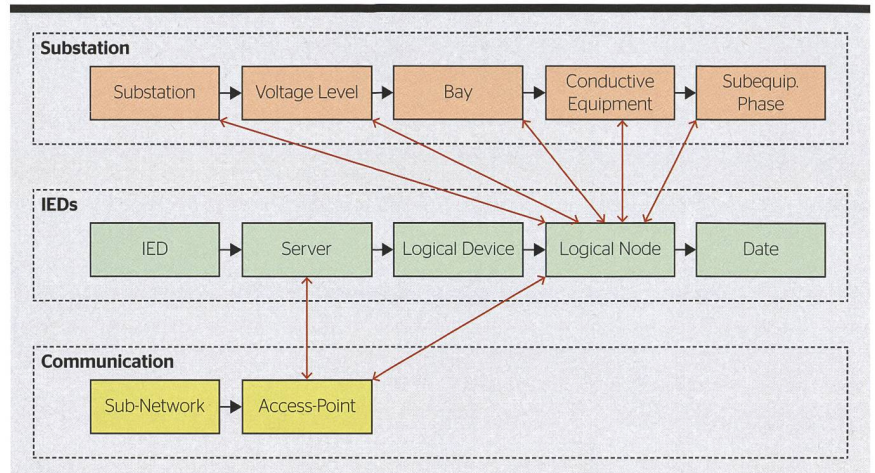 Substation
Substation
Voltage Level
Bay
Conductive
Equipment
Subequip.
Phase
IEDs
IED
Server
Logical Device
Logical Node
Date
Communication
Sub-Network
Access-Point